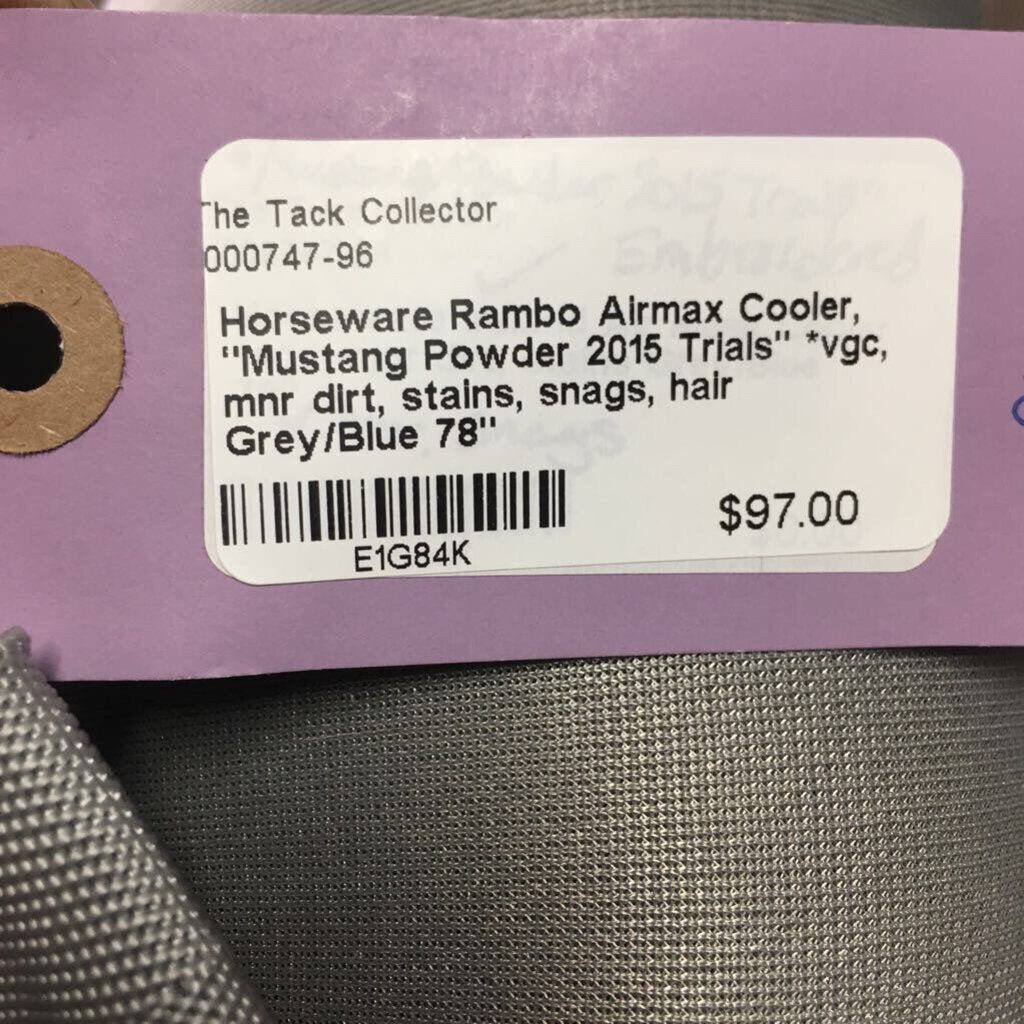 The Tack Collector
000747-96
Horseware Rambo Airmax Cooler,
"Mustang Powder 2015 Trials" *vgc,
mnr dirt, stains, snags, hair
Grey/Blue 78"
$97.00
E1G84K